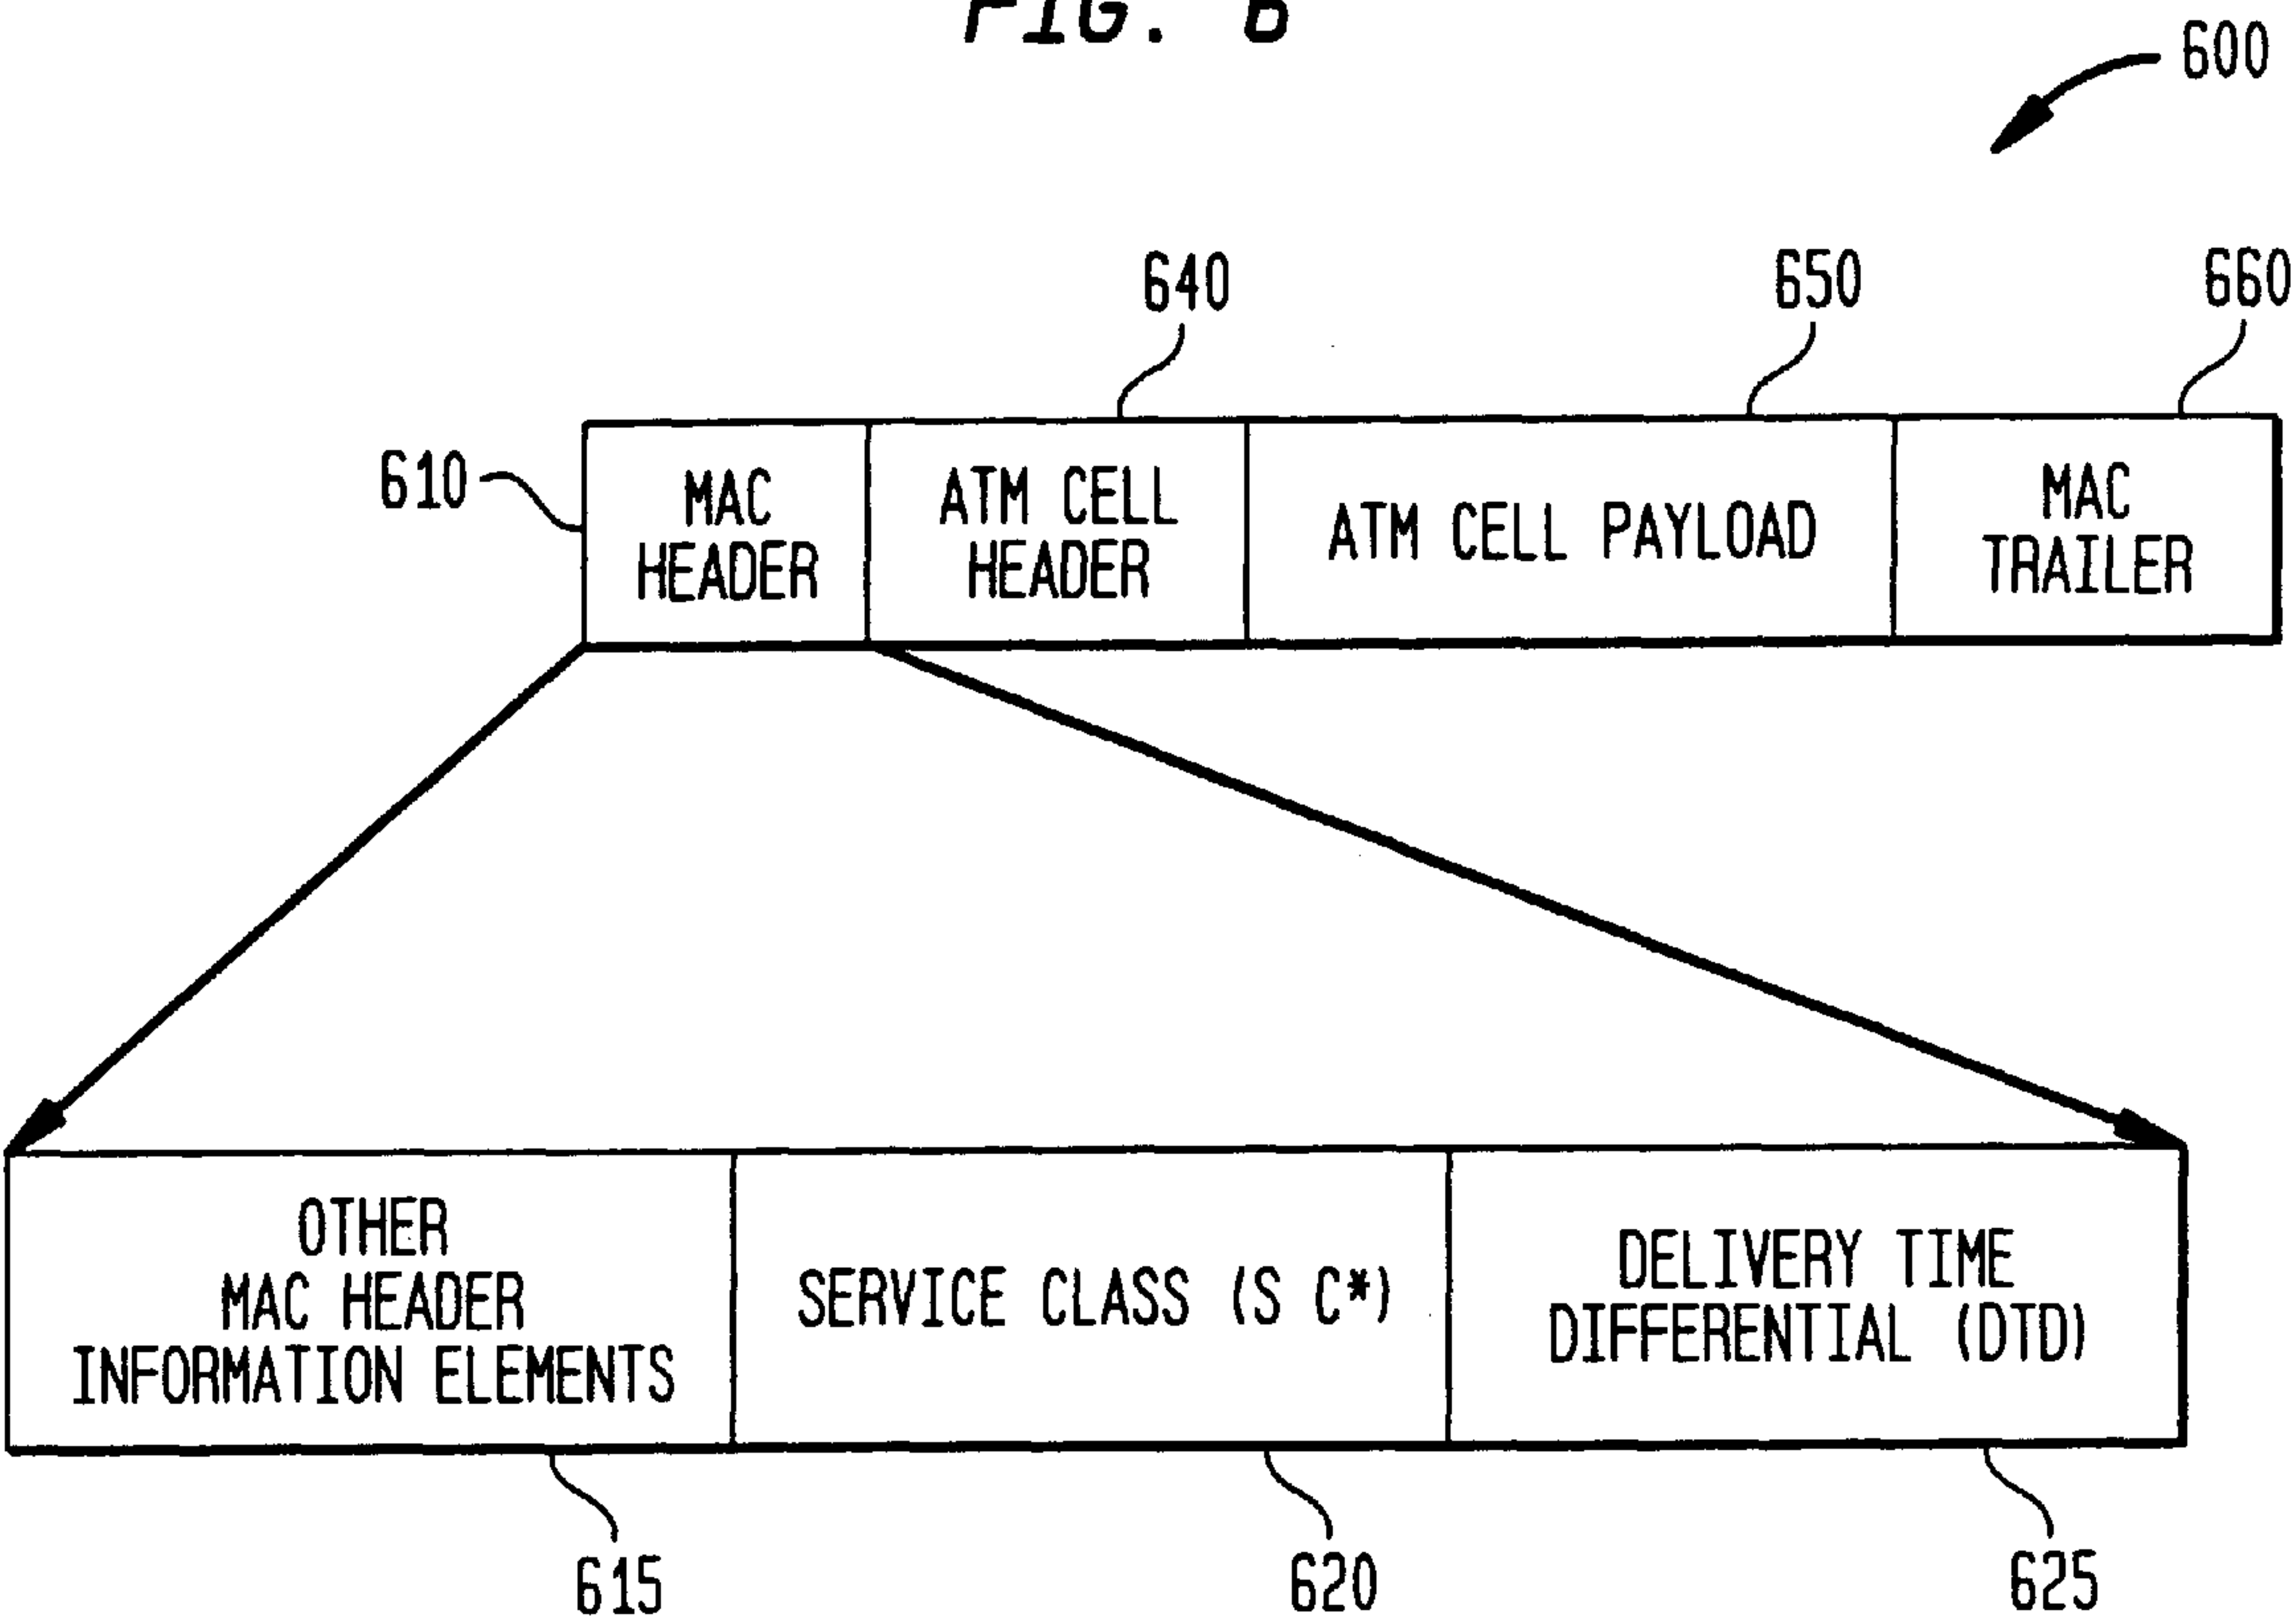 FIG. 6
600
640
650
660
610
MAC
HEADER
ATM CELL
HEADER
ATM CELL PAYLOAD
MAC
TRAILER
OTHER
MAC HEADER
INFORMATION ELEMENTS
SERVICE CLASS (S C*)
DELIVERY TIME
DIFFERENTIAL (DTD)
615
620
625